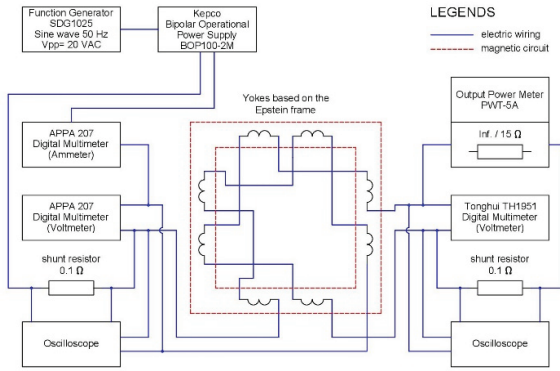 Function Generator
SDG1025
Sine wave 50 Hz
Vpp= 20 VAC
Kepco
Bipolar Operational
Power Supply
BOP100-2M
LEGENDS
electric wiring
magnetic circuit
Yokes based on the
Epstein frame
Output Power Meter
PWT-5A
Inf. / 15 Ω
APPA 207
Digital Multimeter
(Ammeter)
APPA 207
Digital Multimeter
(Voltmeter)
Tonghui TH1951
Digital Multimeter
(Voltmeter)
shunt resistor
0.1 Ω
shunt resistor
0.1 Ω
Oscilloscope
Oscilloscope